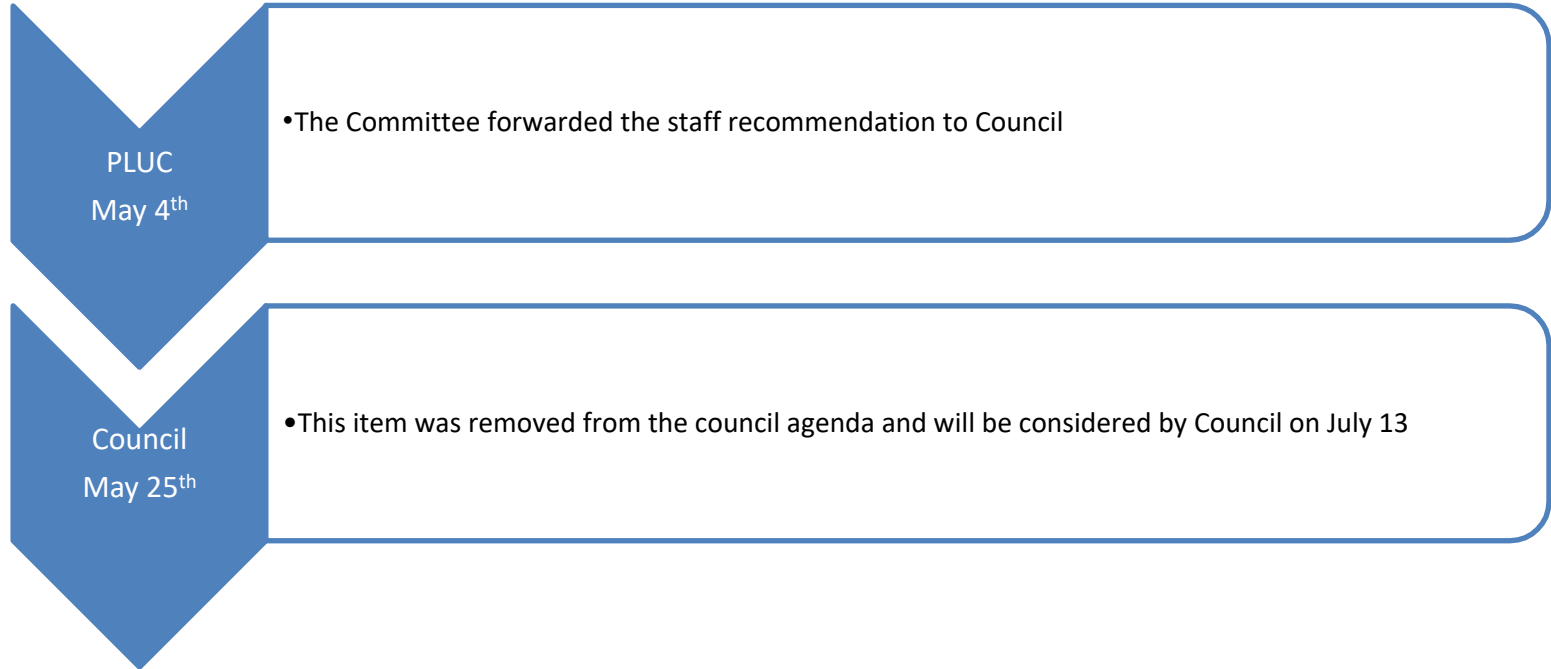 PLUC
May 4th
•The Committee forwarded the staff recommendation to Council
Council
May 25th
•This item was removed from the council agenda and will be considered by Council on July 13